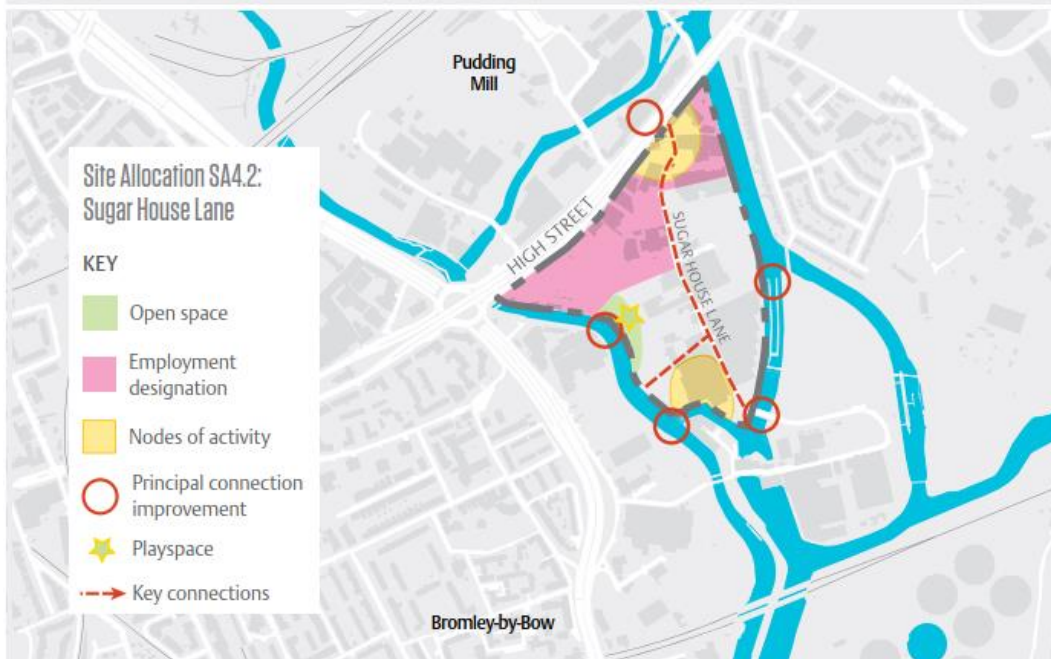 Pudding
Mill
Site Allocation SA4.2:
Sugar House Lane
KEY
Open space
Employment
designation
Nodes of activity
Principal connection
improvement
Playspace
Key connections
HIGH STREET
SUGAR HOUSE LANE
Bromley-by-Bow